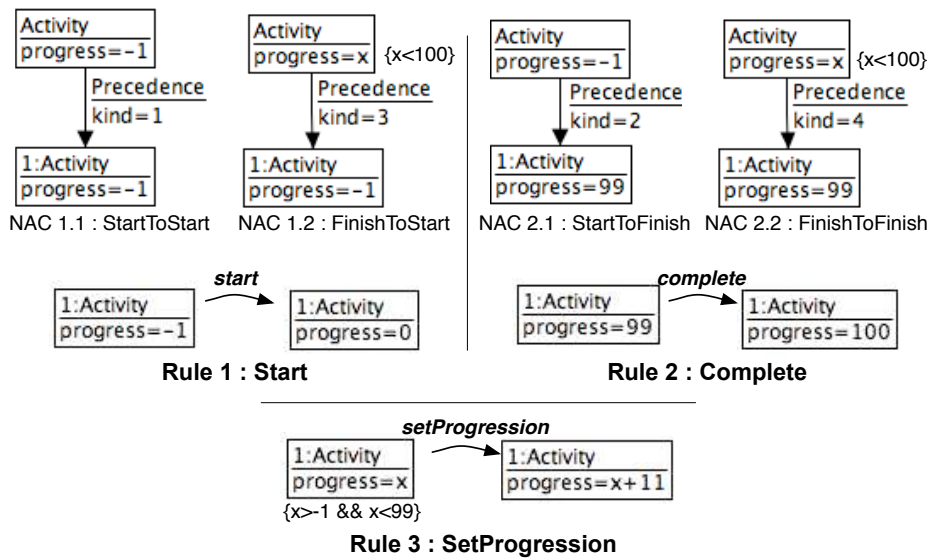 1:Activity
progress=-1
Precedence
kind=1
1:Activity
progress=-1
NAC 1.1 : StartToStart
Activity
progress=x {x<100}
Precedence
kind=3
1:Activity
progress=-1
NAC 1.2 : FinishToStart
start
1:Activity
progress=-1
1:Activity
progress=0
Rule 1 : Start
Activity
progress=-1
Precedence
kind=2
1:Activity
progress=99
NAC 2.1 : StartToFinish
Activity
progress=x {x<100}
Precedence
kind=4
1:Activity
progress=99
NAC 2.2 : FinishToFinish
complete
1:Activity
progress=99
1:Activity
progress=100
Rule 2 : Complete
setProgression
1:Activity
progress=x
{x>-1 && x<99}
1:Activity
progress=x+11
Rule 3 : SetProgression